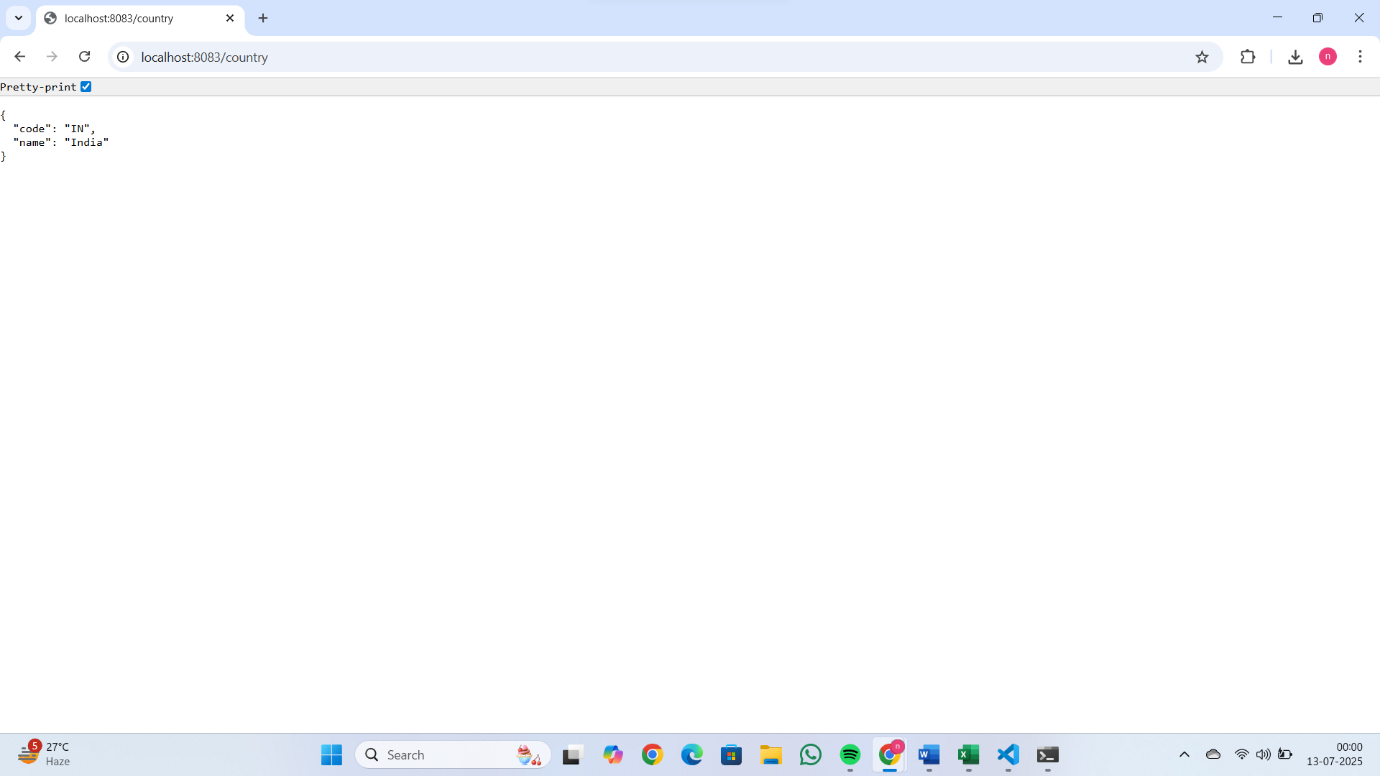 localhost:8083/country
localhost:8083/country
n
Pretty-print
{
  "code": "IN",
  "name": "India"
}
5
27°C
Haze
Search
n
00:00
13-07-2025